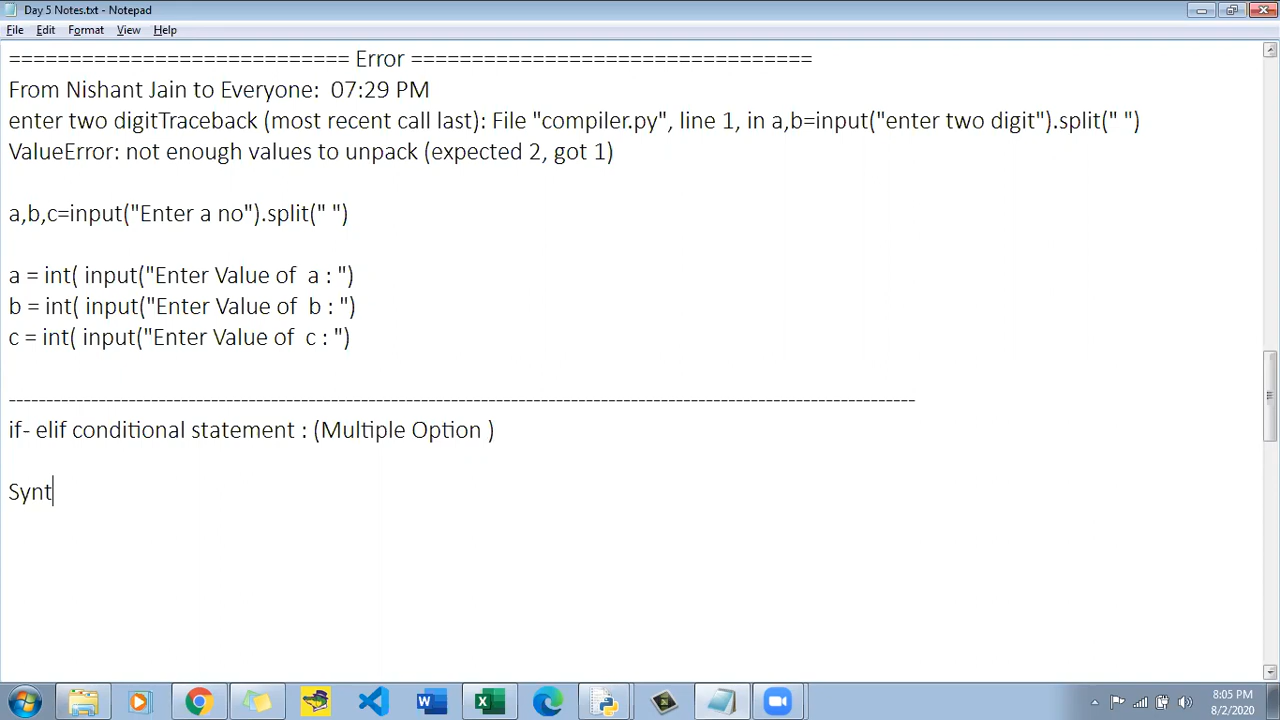 Day 5 Notes.txt - Notepad
File Edit Format View Help
============================ Error =================================
From Nishant Jain to Everyone:  07:29 PM
enter two digitTraceback (most recent call last): File "compiler.py", line 1, in a,b=input("enter two digit").split(" ")
ValueError: not enough values to unpack (expected 2, got 1)
a,b,c=input("Enter a no").split(" ")
a = int( input("Enter Value of  a : ")
b = int( input("Enter Value of  b : ")
c = int( input("Enter Value of  c : ")
------------------------------------------------------------------------------------------------------------------------
if- elif conditional statement : (Multiple Option )
Synt
8:05 PM
8/2/2020